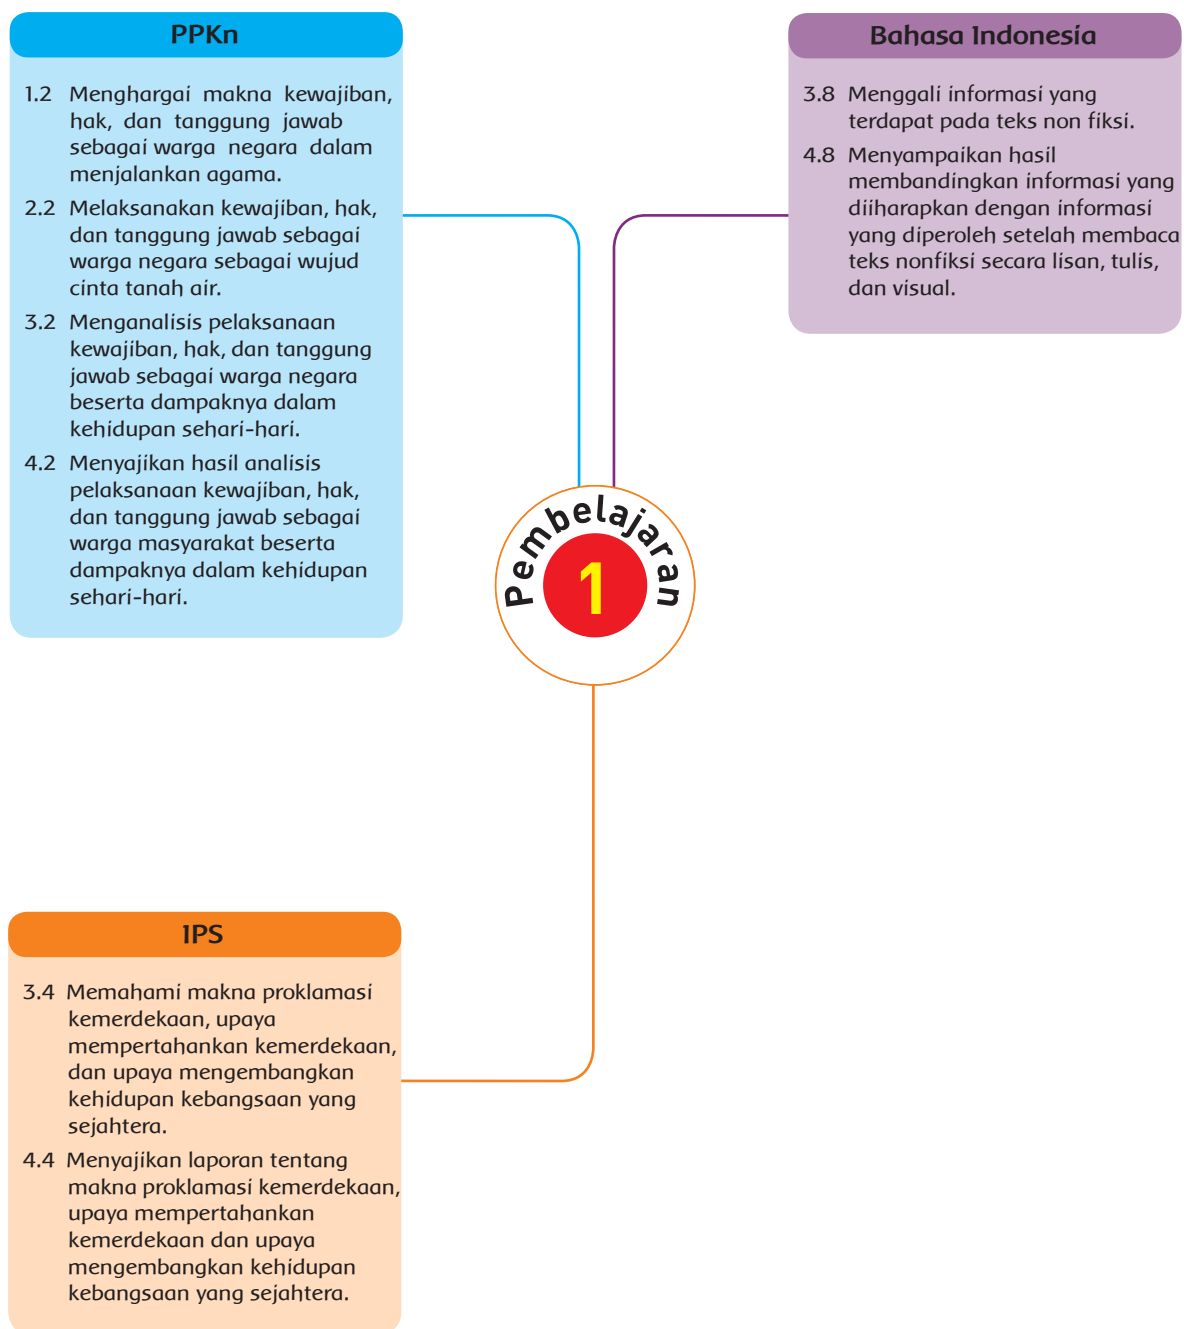 PPKn
1.2 Menghargai makna kewajiban,
hak, dan tanggung jawab
sebagai warga negara dalam
menjalankan agama.
2.2 Melaksanakan kewajiban, hak,
dan tanggung jawab sebagai
warga negara sebagai wujud
cinta tanah air.
3.2 Menganalisis pelaksanaan
kewajiban, hak, dan tanggung
jawab sebagai warga negara
beserta dampaknya dalam
kehidupan sehari-hari.
4.2 Menyajikan hasil analisis
pelaksanaan kewajiban, hak,
dan tanggung jawab sebagai
warga masyarakat beserta
dampaknya dalam kehidupan
sehari-hari.
Bahasa Indonesia
3.8 Menggali informasi yang
terdapat pada teks non fiksi.
4.8 Menyampaikan hasil
membandingkan informasi yang
diiharapkan dengan informasi
yang diperoleh setelah membaca
teks nonfiksi secara lisan, tulis,
dan visual.
Pembelajaran
1
IPS
3.4 Memahami makna proklamasi
kemerdekaan, upaya
mempertahankan kemerdekaan,
dan upaya mengembangkan
kehidupan kebangsaan yang
sejahtera.
4.4 Menyajikan laporan tentang
makna proklamasi kemerdekaan,
upaya mempertahankan
kemerdekaan dan upaya
mengembangkan kehidupan
kebangsaan yang sejahtera.